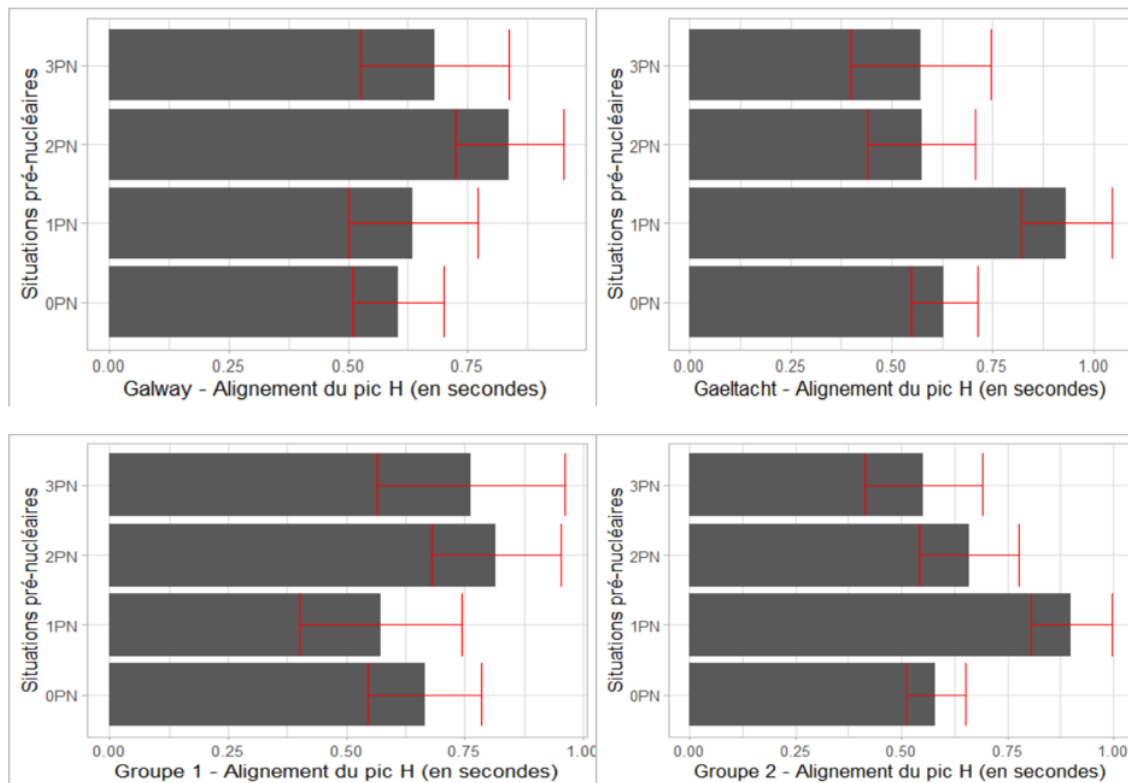 Situations pré-nucléaires
3PN
2PN
1PN
0PN
0.00 0.25 0.50 0.75
Galway - Alignement du pic H (en secondes)
Situations pré-nucléaires
3PN
2PN
1PN
0PN
0.00 0.25 0.50 0.75 1.00
Gaeltacht - Alignement du pic H (en secondes)
Situations pré-nucléaires
3PN
2PN
1PN
0PN
0.00 0.25 0.50 0.75 1.00
Groupe 1 - Alignement du pic H (en secondes)
Situations pré-nucléaires
3PN
2PN
1PN
0PN
0.00 0.25 0.50 0.75 1.00
Groupe 2 - Alignement du pic H (en secondes)